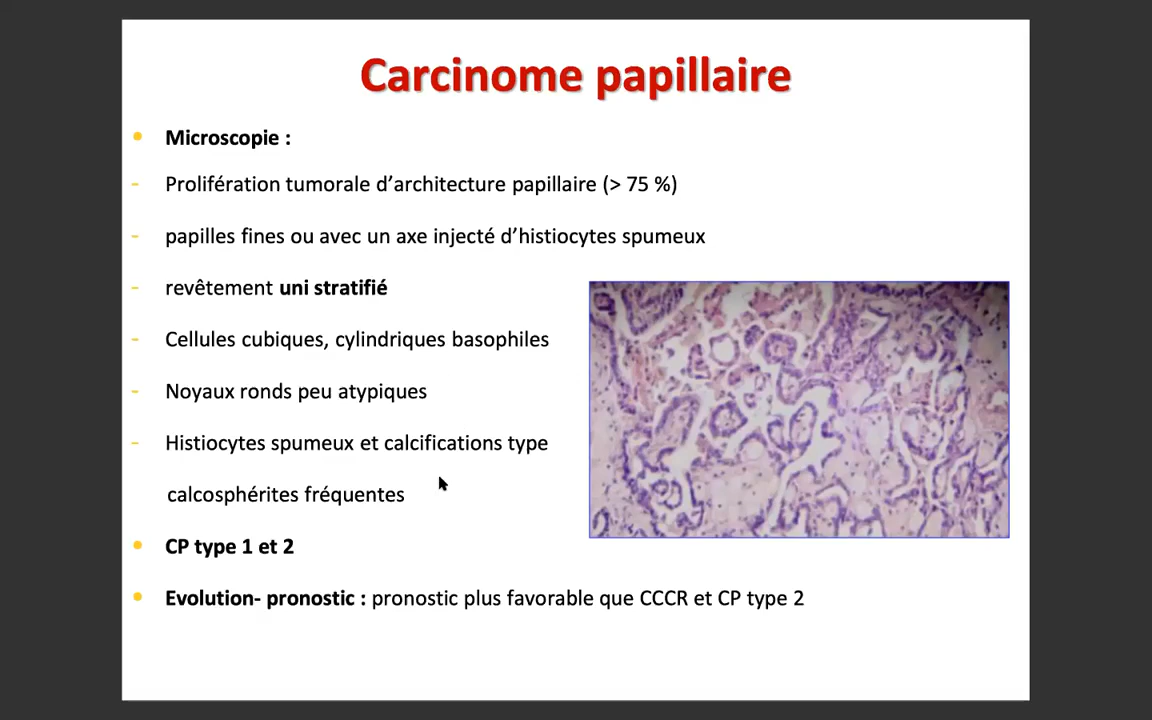 Carcinome papillaire
• Microscopie :
- Prolifération tumorale d’architecture papillaire (> 75 %)
- papilles fines ou avec un axe injecté d’histiocytes spumeux
- revêtement uni stratifié
- Cellules cubiques, cylindriques basophiles
- Noyaux ronds peu atypiques
- Histiocytes spumeux et calcifications type
calcosphérites fréquentes
• CP type 1 et 2
• Evolution- pronostic : pronostic plus favorable que CCCR et CP type 2